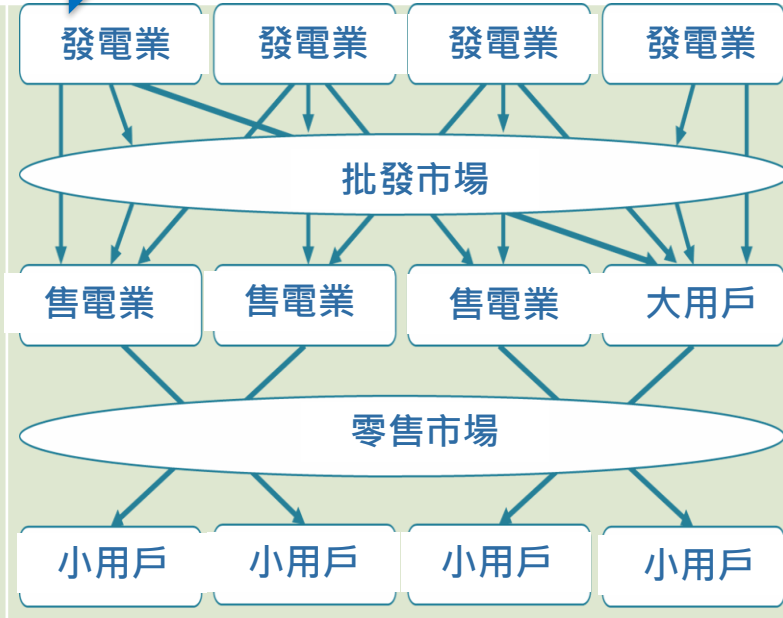 發電業 發電業 發電業 發電業
批發市場
售電業 售電業 售電業 大用戶
零售市場
小用戶 小用戶 小用戶 小用戶